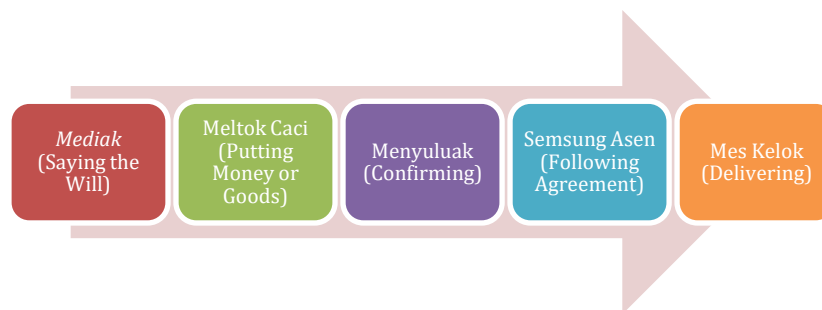 Mediak
(Saying the
Will)
Meltok Caci
(Putting
Money or
Goods)
Menyuluak
(Confirming)
Semsung Asen
(Following
Agreement)
Mes Kelok
(Delivering)